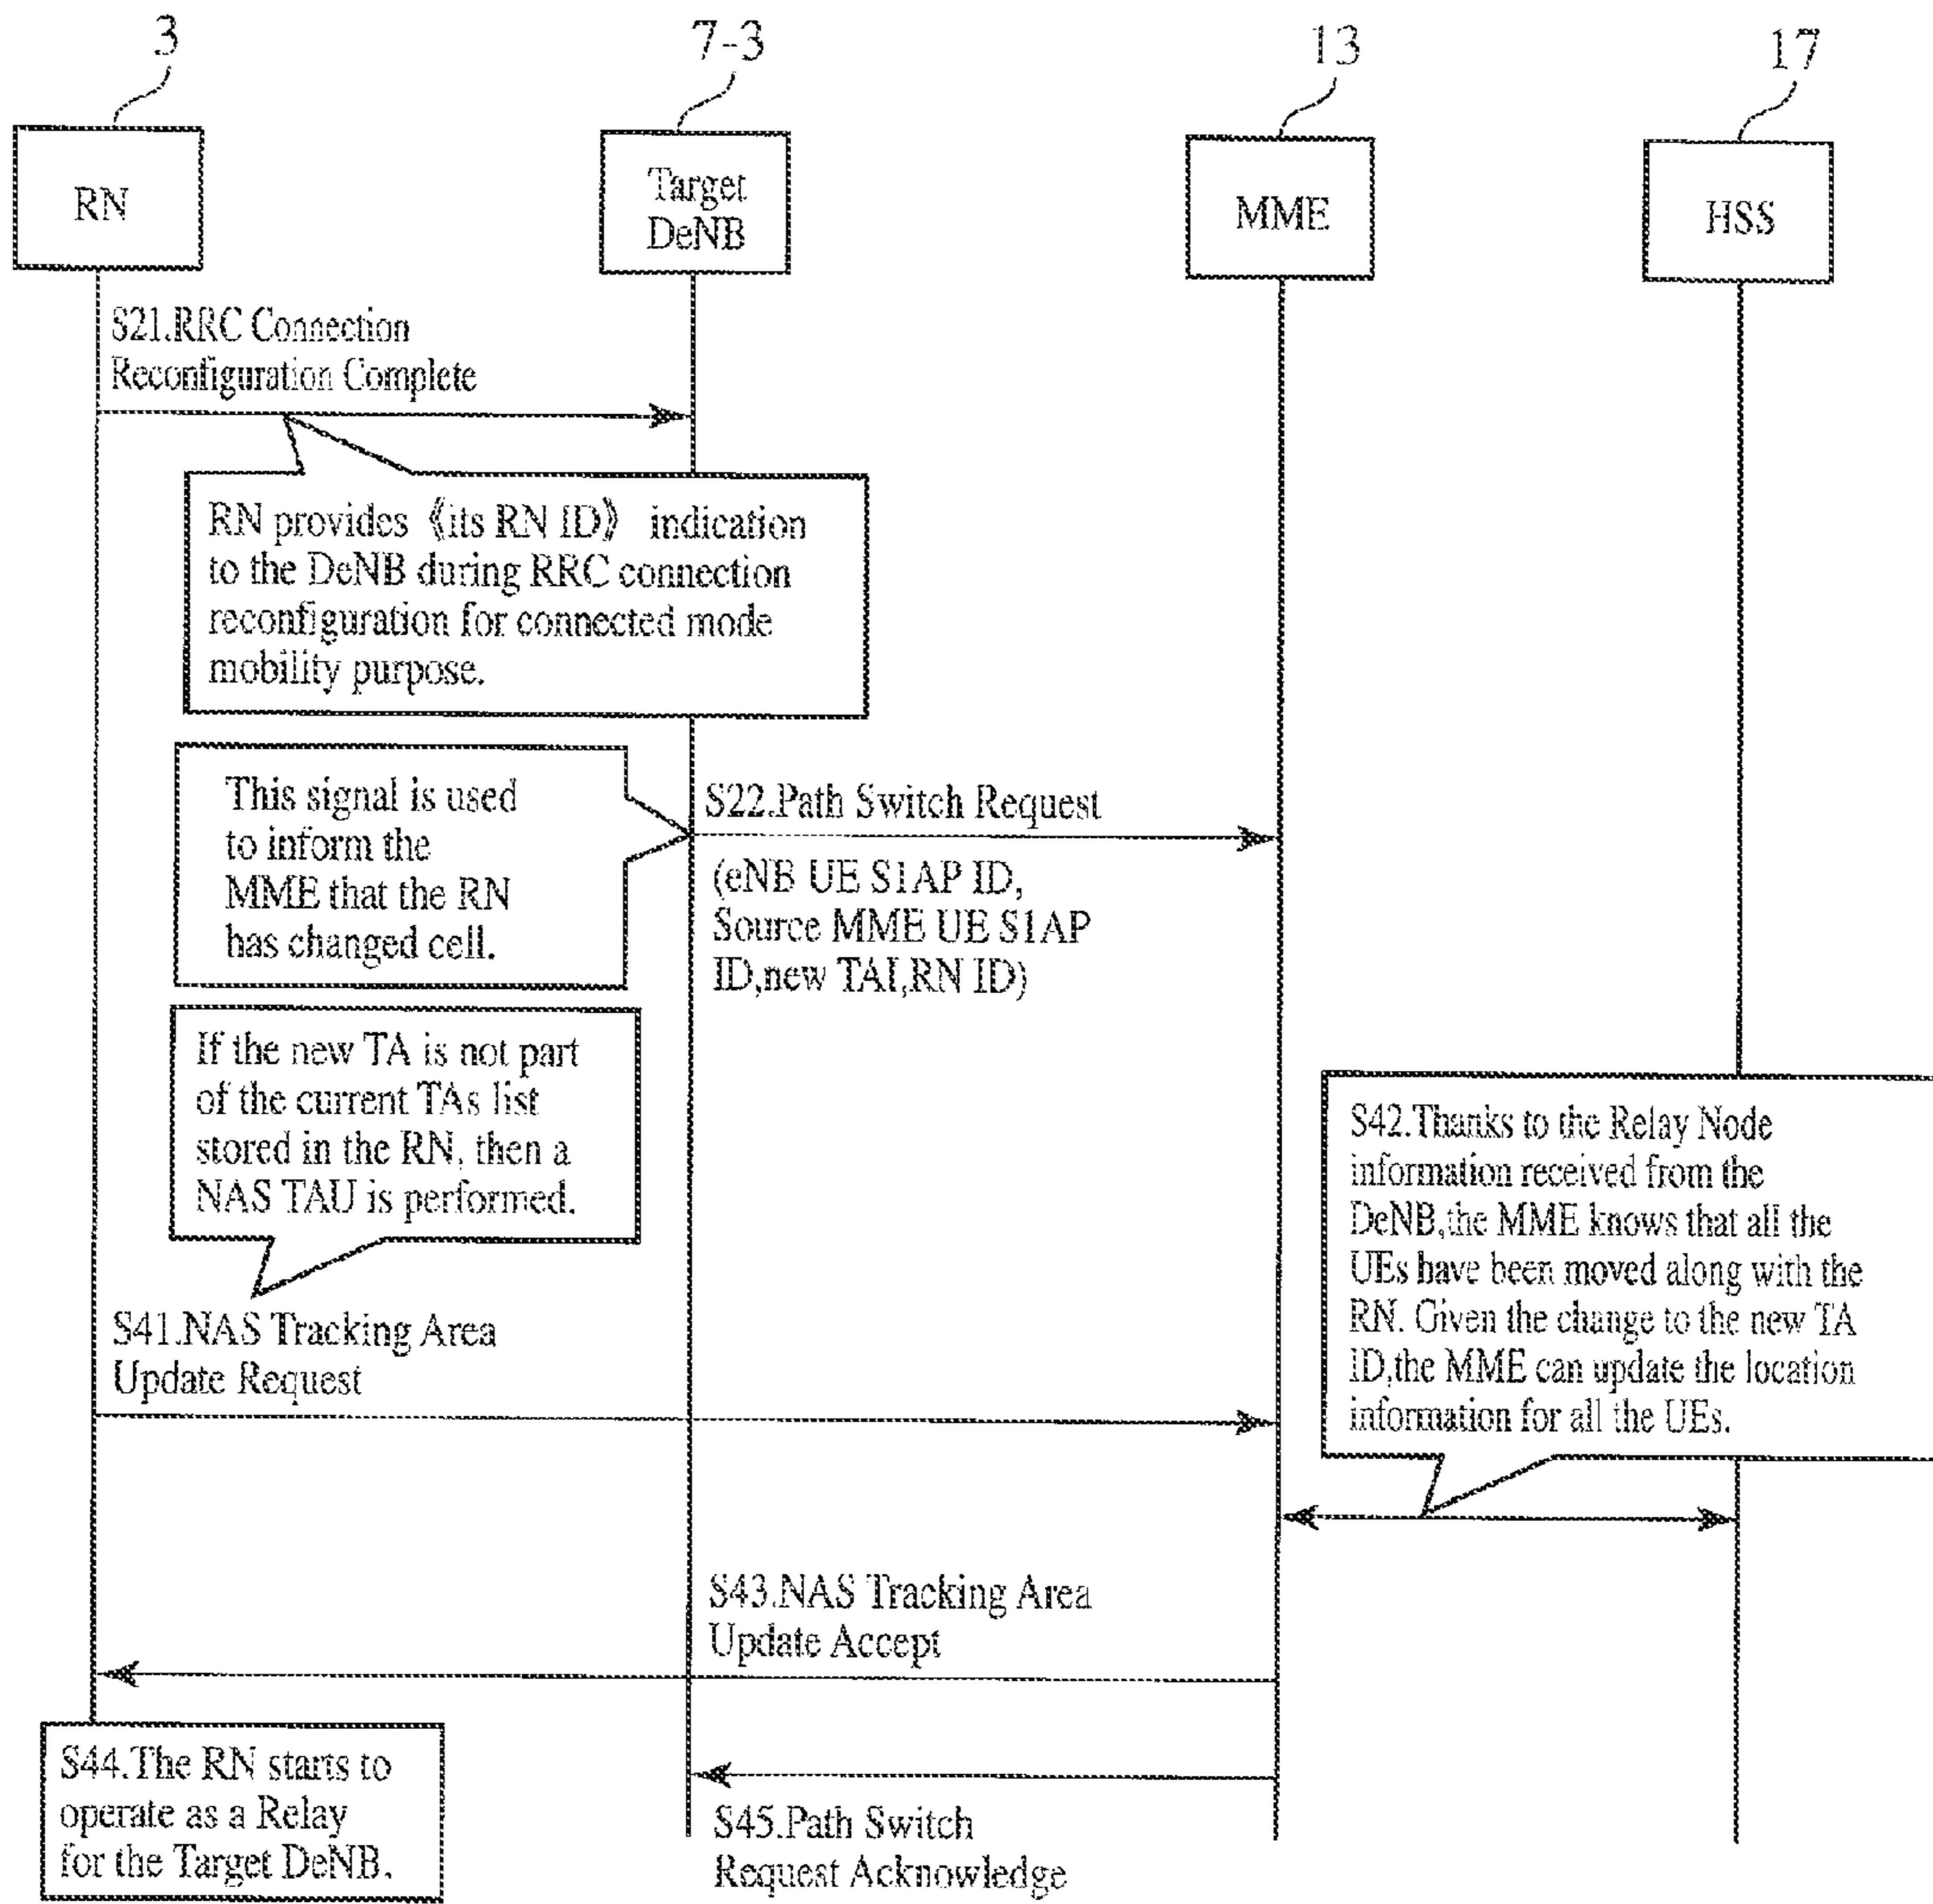 3
7-3
13
17
RN
Target
DeNB
MME
HSS
S21.RRC Connection
Reconfiguration Complete
RN provides《its RN ID》 indication
to the DeNB during RRC connection
reconfiguration for connected mode
mobility purpose.
This signal is used
to inform the
MME that the RN
has changed cell.
S22.Path Switch Request
(eNB UE S1AP ID,
Source MME UE S1AP
ID,new TAI,RN ID)
If the new TA is not part
of the current TAs list
stored in the RN, then a
NAS TAU is performed.
S41.NAS Tracking Area
Update Request
S42.Thanks to the Relay Node
information received from the
DeNB,the MME knows that all the
UEs have been moved along with the
RN. Given the change to the new TA
ID,the MME can update the location
information for all the UEs.
S43.NAS Tracking Area
Update Accept
S44.The RN starts to
operate as a Relay
for the Target DeNB.
S45.Path Switch
Request Acknowledge